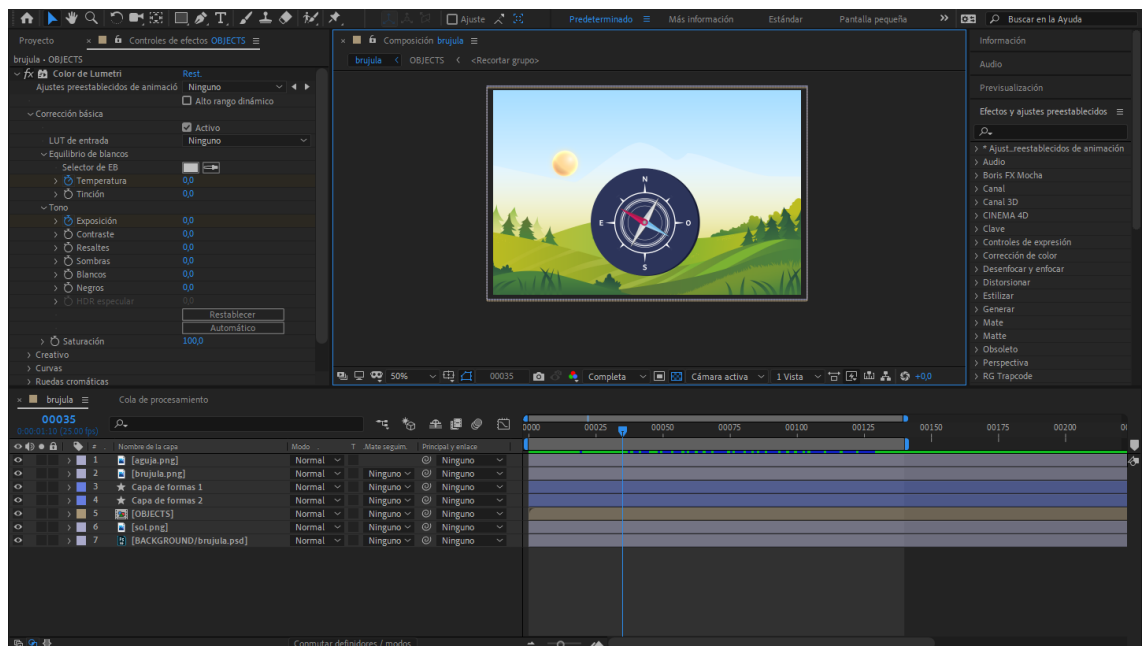 Ajuste
Predeterminado
Más información
Estándar
Pantalla pequeña
Buscar en la Ayuda
Proyecto
Controles de efectos OBJECTS
brujula • OBJECTS
fx Color de Lumetri Rest.
Ajustes preestablecidos de animació Ninguno
Alto rango dinámico
Corrección básica
Activo
LUT de entrada Ninguno
Equilibrio de blancos
Selector de EB
Temperatura 0,0
Tinción 0,0
Tono
Exposición 0,0
Contraste 0,0
Resaltes 0,0
Sombras 0,0
Blancos 0,0
Negros 0,0
HDR especular 0,0
Restablecer
Automático
Saturación 100,0
Creativo
Curvas
Ruedas cromáticas
Composición brujula
brujula OBJECTS <Recortar grupo>
N
E O
S
50% 00035 Completa Cámara activa 1 Vista +0,0
Información
Audio
Previsualización
Efectos y ajustes preestablecidos
* Ajust_reestablecidos de animación
Audio
Boris FX Mocha
Canal
Canal 3D
CINEMA 4D
Clave
Controles de expresión
Corrección de color
Desenfocar y enfocar
Distorsionar
Estilizar
Generar
Mate
Matte
Obsoleto
Perspectiva
RG Trapcode
brujula
Cola de procesamiento
00035
0:00:01:10 (25.00 fps)
0000 00025 00050 00075 00100 00125 00150 00175 00200
# Nombre de la capa Modo T .Mate seguim. Principal y enlace
1 [aguja.png] Normal Ninguno
2 [brujula.png] Normal Ninguno Ninguno
3 Capa de formas 1 Normal Ninguno Ninguno
4 Capa de formas 2 Normal Ninguno Ninguno
5 [OBJECTS] Normal Ninguno Ninguno
6 [sol.png] Normal Ninguno Ninguno
7 [BACKGROUND/brujula.psd] Normal Ninguno Ninguno
Conmutar definidores / modos